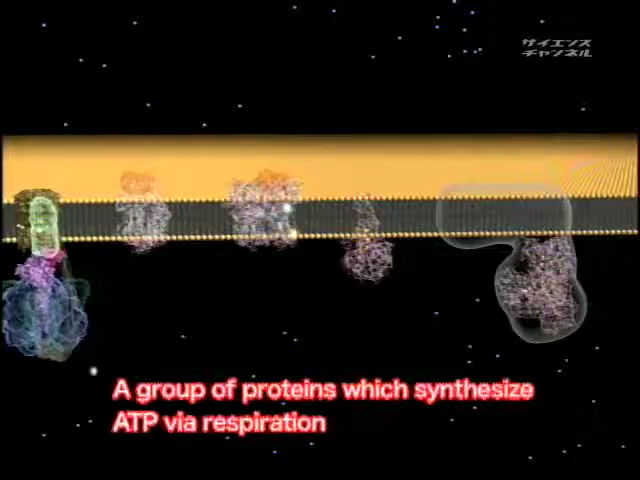 サイエンス
チャンネル
A group of proteins which synthesize
ATP via respiration